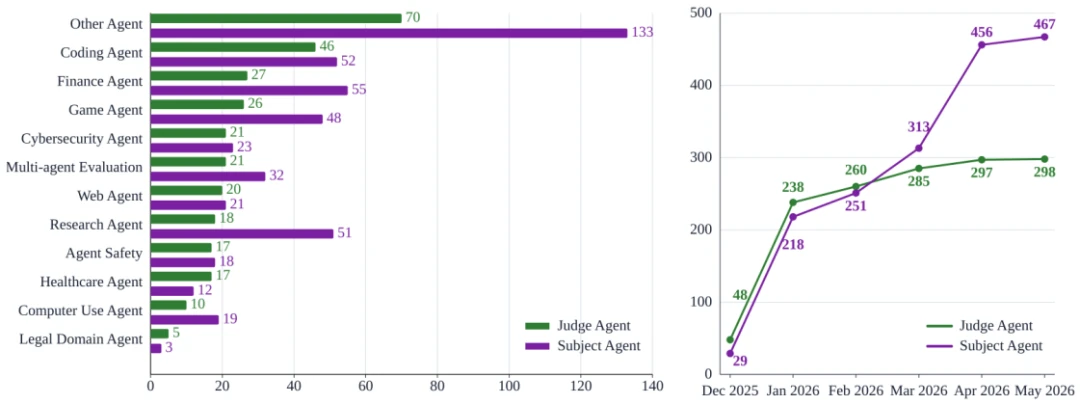 Other Agent
70
133
Coding Agent
46
52
Finance Agent
27
55
Game Agent
26
48
Cybersecurity Agent
21
23
Multi-agent Evaluation
21
32
Web Agent
20
21
Research Agent
18
51
Agent Safety
17
18
Healthcare Agent
17
12
Computer Use Agent
10
19
Legal Domain Agent
5
3
Judge Agent
Subject Agent
0 20 40 60 80 100 120 140
500
400
300
200
100
0
48
29
238
218
260
251
313
285
456
297
467
298
Judge Agent
Subject Agent
Dec 2025 Jan 2026 Feb 2026 Mar 2026 Apr 2026 May 2026